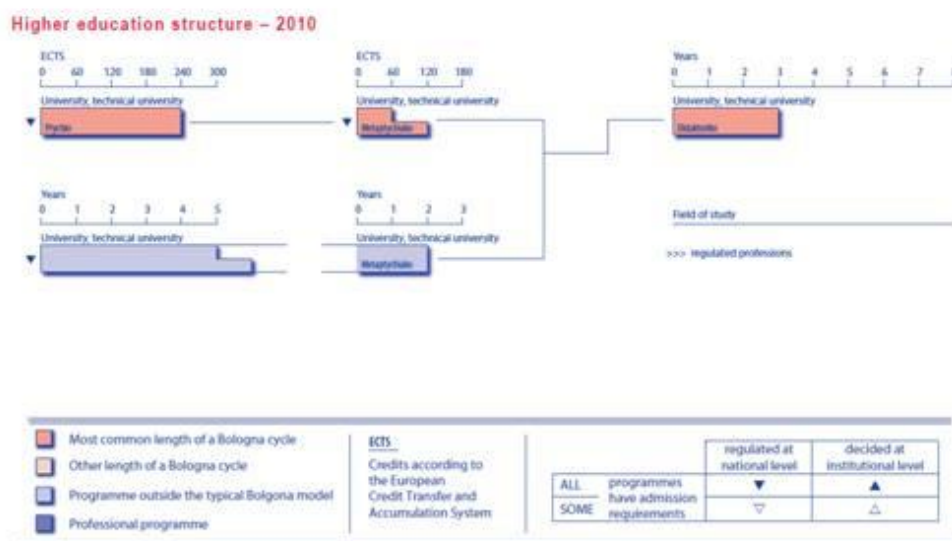 Higher education structure – 2010
ECTS
0 60 120 180 240 300
University, technical university
Ptychio
ECTS
0 60 120 180
University, technical university
Metaptychiako
Years
0 1 2 3 4 5 6 7
University, technical university
Years
0 1 2 3 4 5
University, technical university
Years
0 1 2 3
University, technical university
Metaptychiako
Field of study
>>> regulated professions
Most common length of a Bologna cycle
Other length of a Bologna cycle
Programme outside the typical Bolgona model
Professional programme
ECTS
Credits according to
the European
Credit Transfer and
Accumulation System
regulated at
national level
decided at
institutional level
ALL
SOME
programmes
have admission
requirements